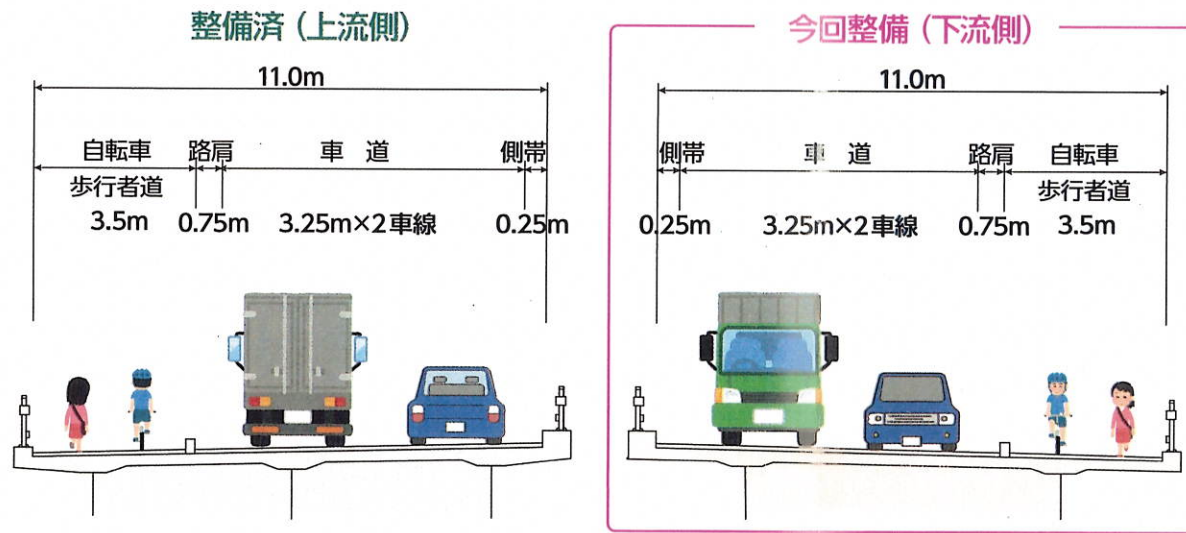 整備済（上流側）
11.0m
自転車 路肩 車 道 側帯
歩行者道
3.5m 0.75m 3.25m×2車線 0.25m
今回整備（下流側）
11.0m
側帯 車 道 路肩 自転車
歩行者道
0.25m 3.25m×2車線 0.75m 3.5m